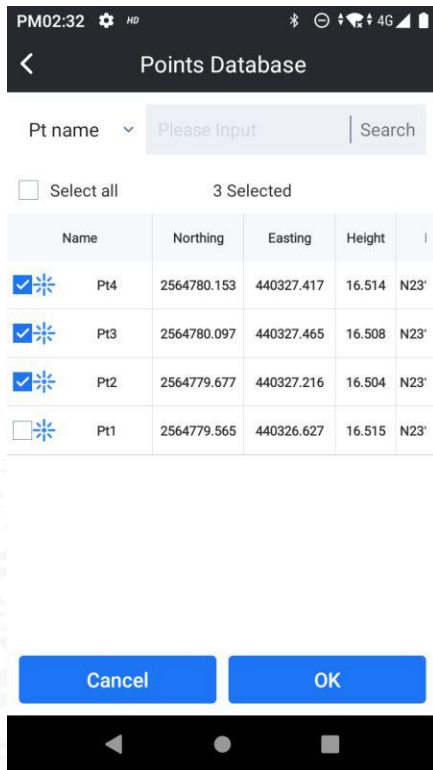 PM02:32 HD 4G
Points Database
Pt name Please Input Search
Select all 3 Selected
Name Northing Easting Height
Pt4 2564780.153 440327.417 16.514 N23°
Pt3 2564780.097 440327.465 16.508 N23°
Pt2 2564779.677 440327.216 16.504 N23°
Pt1 2564779.565 440326.627 16.515 N23°
Cancel OK